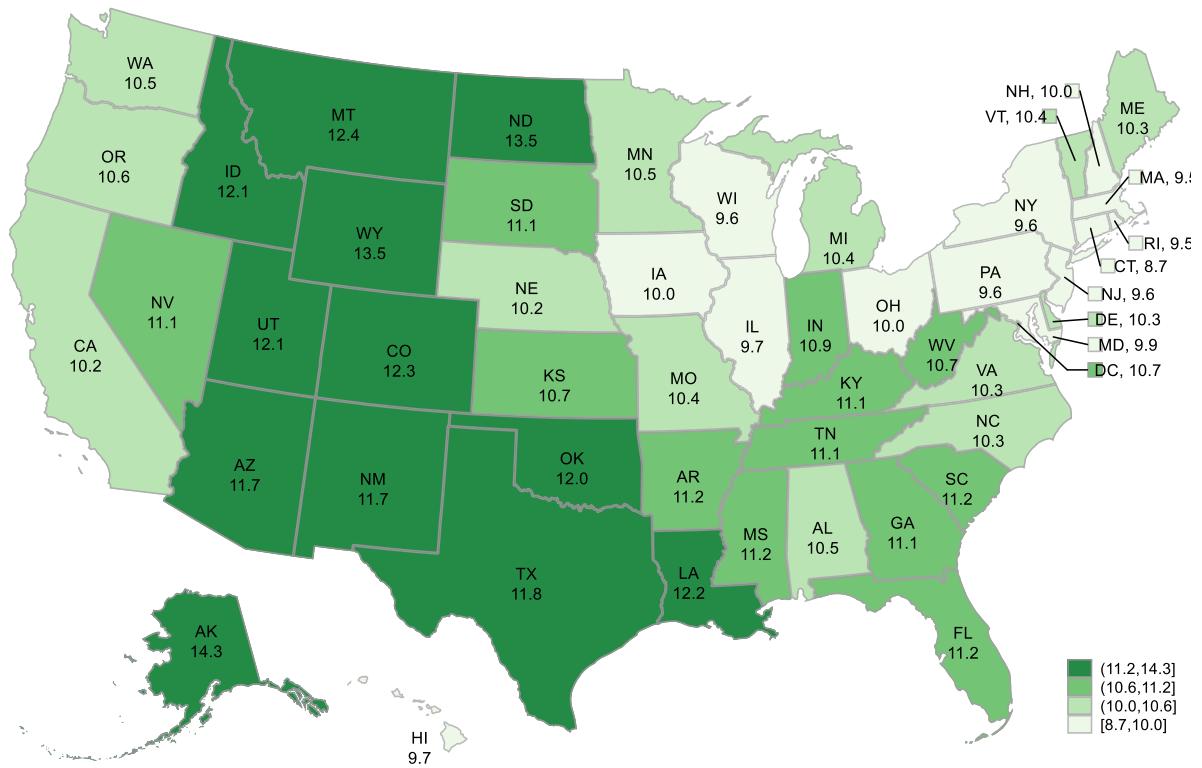 WA
10.5
OR
10.6
CA
10.2
NV
11.1
ID
12.1
MT
12.4
WY
13.5
UT
12.1
CO
12.3
AZ
11.7
NM
11.7
ND
13.5
SD
11.1
NE
10.2
KS
10.7
OK
12.0
TX
11.8
MN
10.5
IA
10.0
MO
10.4
AR
11.2
LA
12.2
WI
9.6
IL
9.7
MI
10.4
IN
10.9
OH
10.0
KY
11.1
TN
11.1
MS
11.2
AL
10.5
GA
11.1
FL
11.2
SC
11.2
NC
10.3
VA
10.3
WV
10.7
PA
9.6
NY
9.6
ME
10.3
NH, 10.0
VT, 10.4
MA, 9.5
RI, 9.5
CT, 8.7
NJ, 9.6
DE, 10.3
MD, 9.9
DC, 10.7
AK
14.3
HI
9.7
(11.2,14.3]
(10.6,11.2]
(10.0,10.6]
[8.7,10.0]